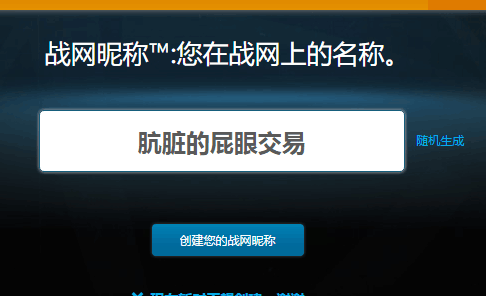 战网昵称™:您在战网上的名称。
肮脏的屁眼交易
随机生成
创建您的战网昵称